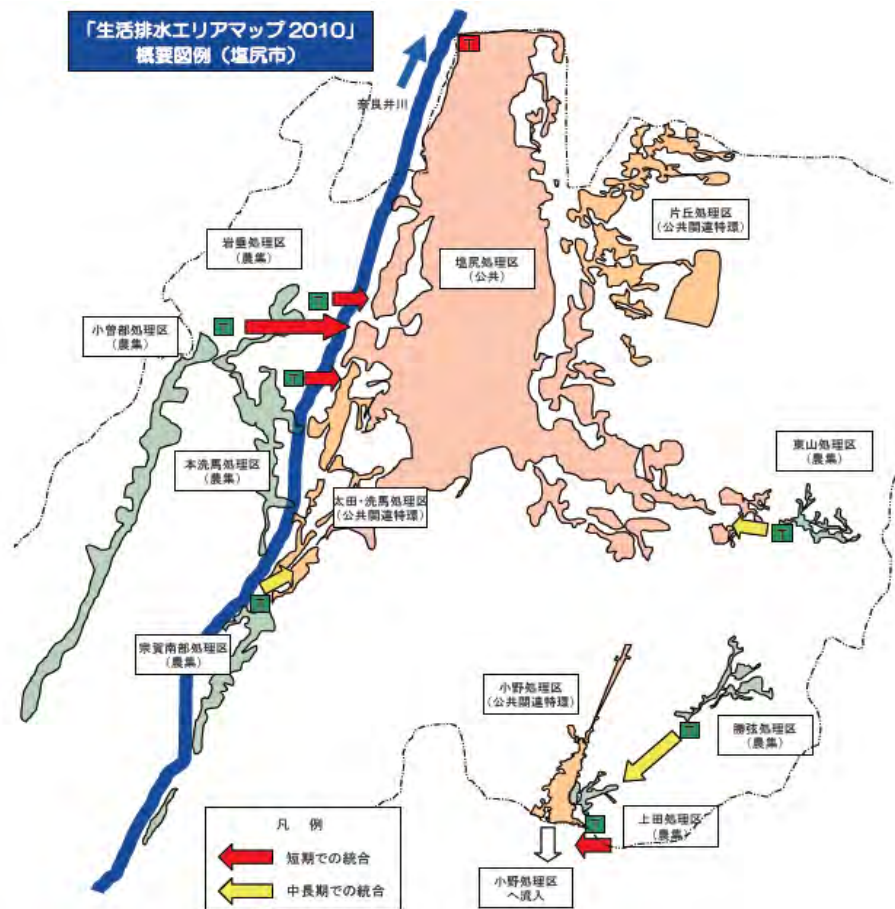 「生活排水エリアマップ2010」
概要図例（塩尻市）
奈良井川
岩垂処理区
（農集）
片丘処理区
（公共関連特環）
塩尻処理区
（公共）
小曽部処理区
（農集）
東山処理区
（農集）
本洗馬処理区
（農集）
太田・洗馬処理区
（公共関連特環）
宗賀南部処理区
（農集）
小野処理区
（公共関連特環）
勝弦処理区
（農集）
上田処理区
（農集）
凡 例
短期での統合
中長期での統合
小野処理区
へ流入